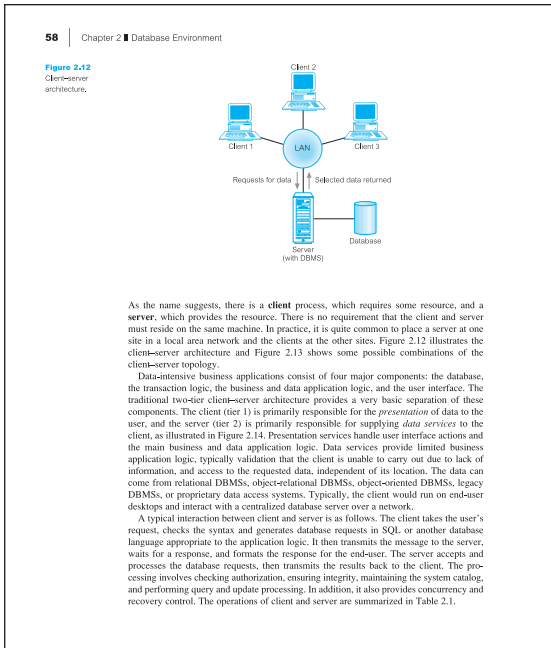 58 Chapter 2 ▮ Database Environment
Figure 2.12
Client–server
architecture.
Client 2
Client 1
LAN
Client 3
Requests for data
Selected data returned
Server
(with DBMS)
Database
As the name suggests, there is a client process, which requires some resource, and a
server, which provides the resource. There is no requirement that the client and server
must reside on the same machine. In practice, it is quite common to place a server at one
site in a local area network and the clients at the other sites. Figure 2.12 illustrates the
client–server architecture and Figure 2.13 shows some possible combinations of the
client–server topology.
Data-intensive business applications consist of four major components: the database,
the transaction logic, the business and data application logic, and the user interface. The
traditional two-tier client–server architecture provides a very basic separation of these
components. The client (tier 1) is primarily responsible for the presentation of data to the
user, and the server (tier 2) is primarily responsible for supplying data services to the
client, as illustrated in Figure 2.14. Presentation services handle user interface actions and
the main business and data application logic. Data services provide limited business
application logic, typically validation that the client is unable to carry out due to lack of
information, and access to the requested data, independent of its location. The data can
come from relational DBMSs, object-relational DBMSs, object-oriented DBMSs, legacy
DBMSs, or proprietary data access systems. Typically, the client would run on end-user
desktops and interact with a centralized database server over a network.
A typical interaction between client and server is as follows. The client takes the user's
request, checks the syntax and generates database requests in SQL or another database
language appropriate to the application logic. It then transmits the message to the server,
waits for a response, and formats the response for the end-user. The server accepts and
processes the database requests, then transmits the results back to the client. The pro-
cessing involves checking authorization, ensuring integrity, maintaining the system catalog,
and performing query and update processing. In addition, it also provides concurrency and
recovery control. The operations of client and server are summarized in Table 2.1.